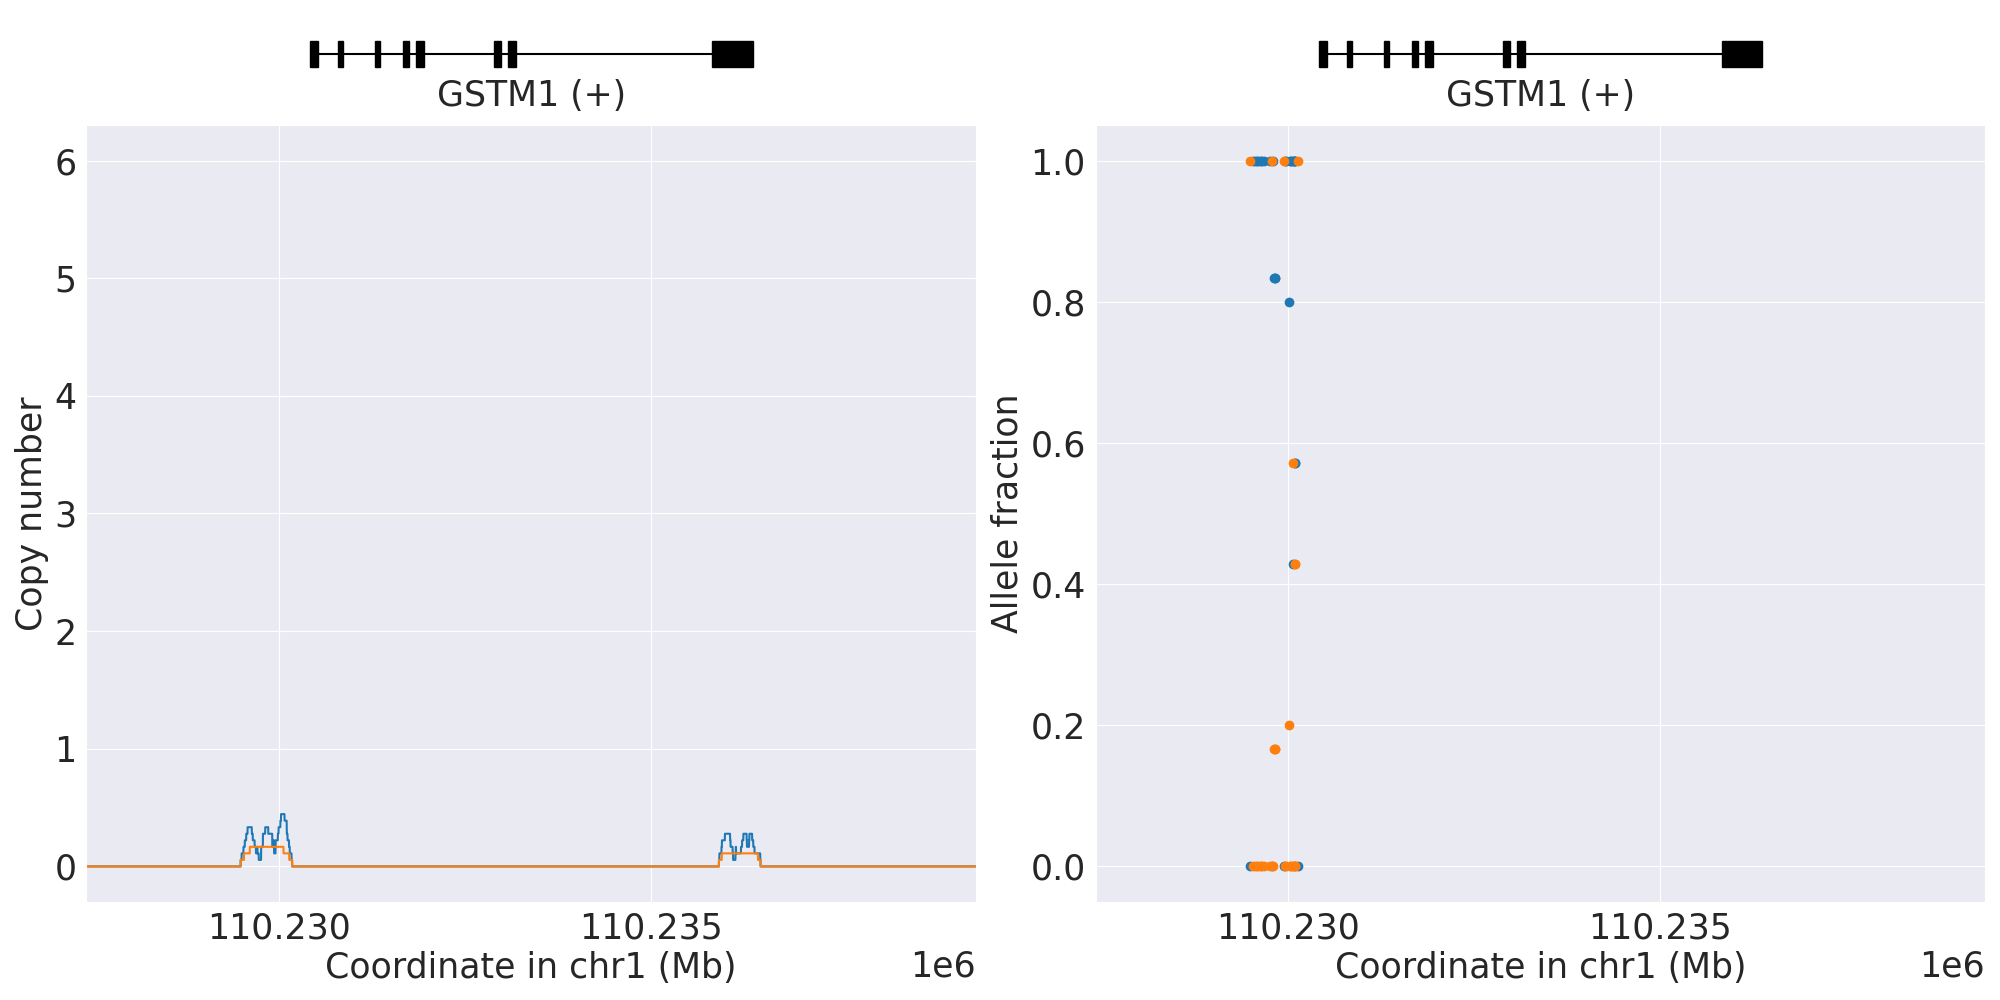 GSTM1 (+)
6
5
4
3
2
1
0
Copy number
110.230
110.235
Coordinate in chr1 (Mb)
1e6
GSTM1 (+)
1.0
0.8
0.6
0.4
0.2
0.0
Allele fraction
110.230
110.235
Coordinate in chr1 (Mb)
1e6